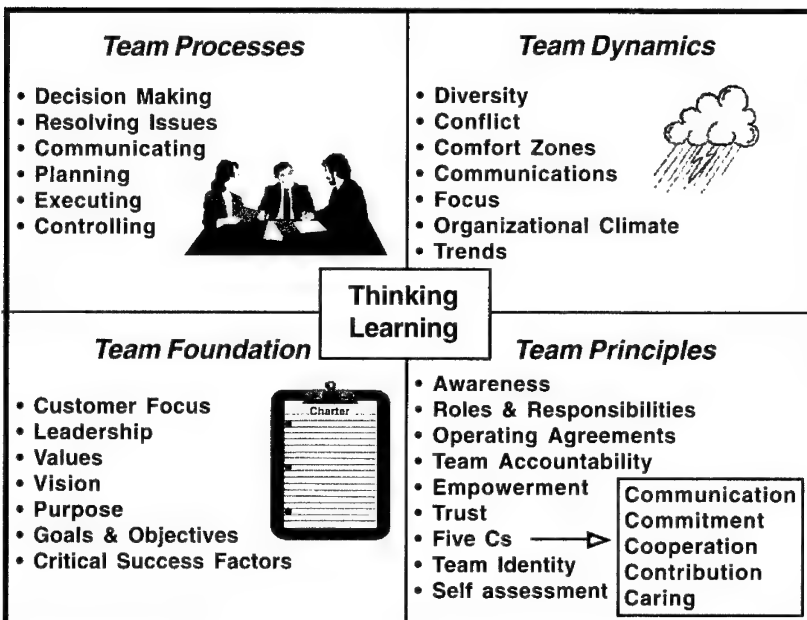 Team Processes
• Decision Making
• Resolving Issues
• Communicating
• Planning
• Executing
• Controlling
Team Dynamics
• Diversity
• Conflict
• Comfort Zones
• Communications
• Focus
• Organizational Climate
• Trends
Thinking
Learning
Team Foundation
• Customer Focus
• Leadership
• Values
• Vision
• Purpose
• Goals & Objectives
• Critical Success Factors
Charter
Team Principles
• Awareness
• Roles & Responsibilities
• Operating Agreements
• Team Accountability
• Empowerment
• Trust
• Five Cs
• Team Identity
• Self assessment
Communication
Commitment
Cooperation
Contribution
Caring